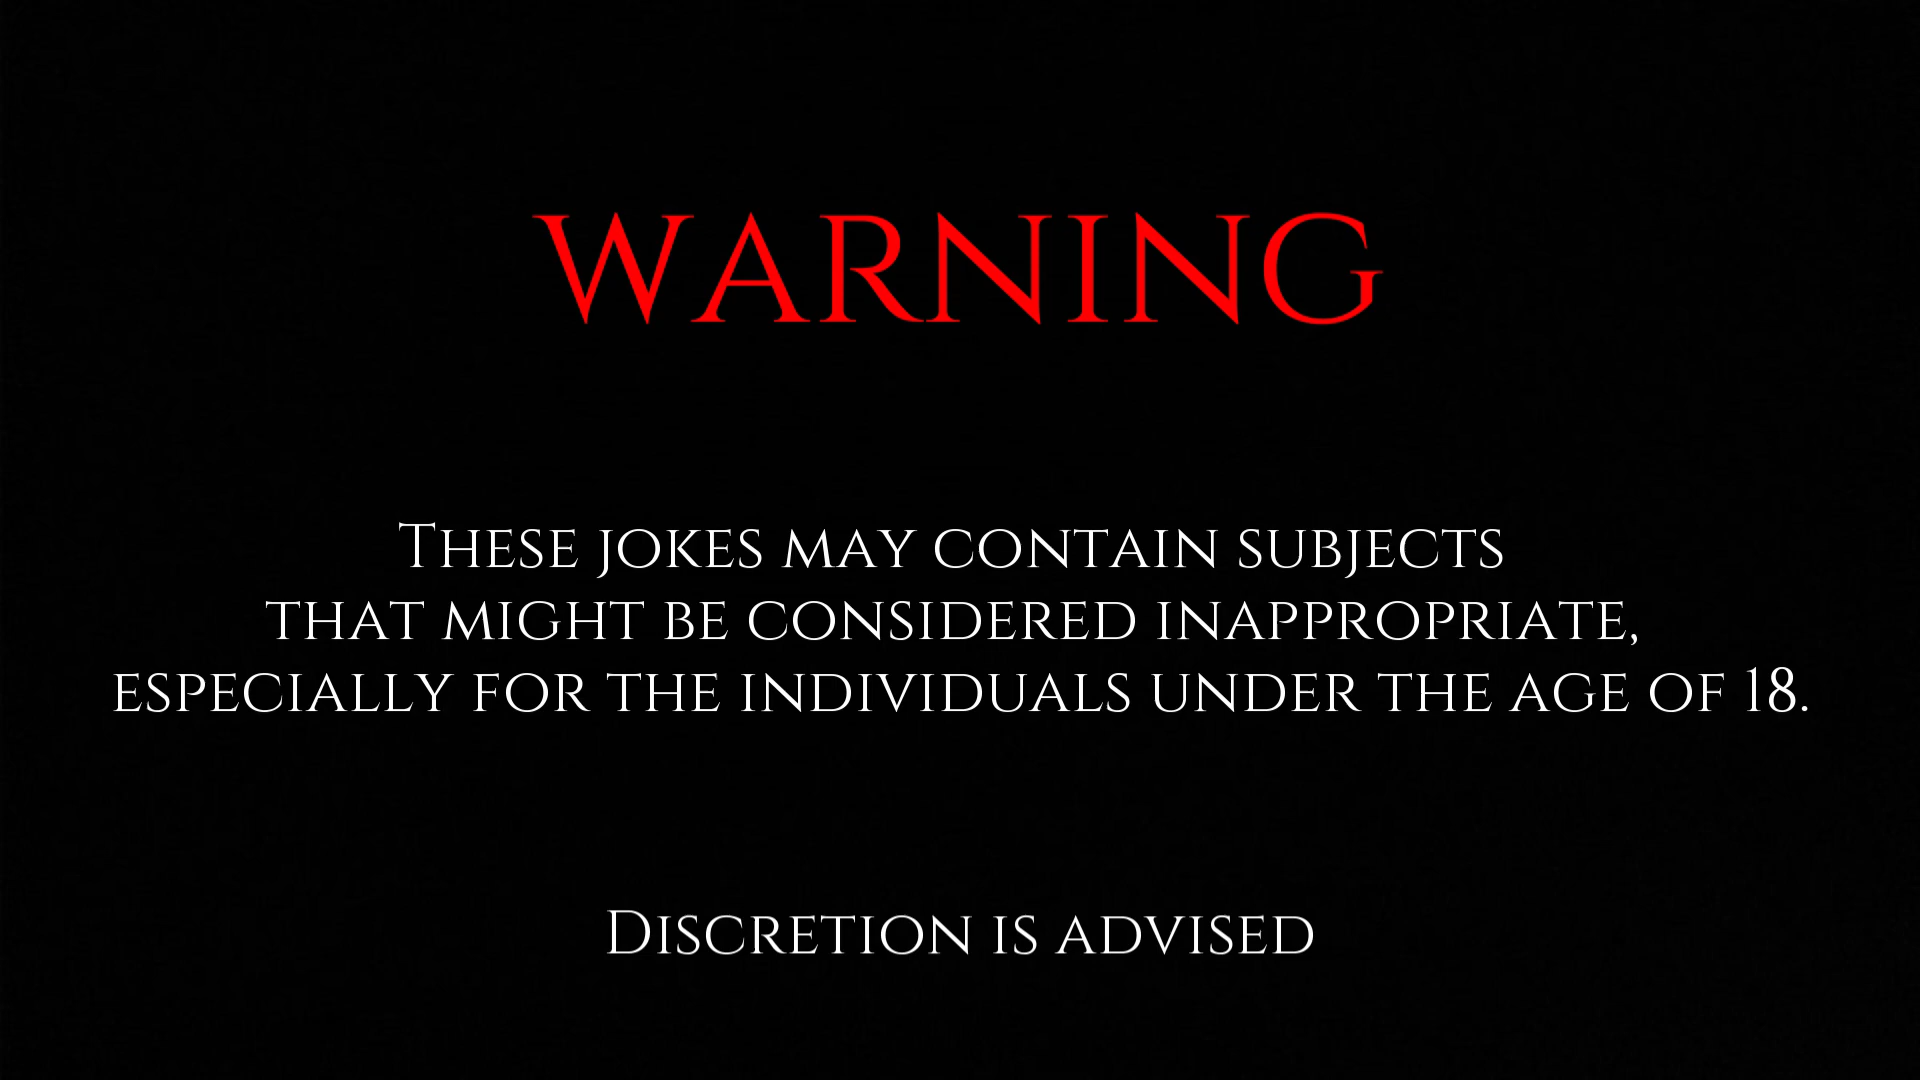 WARNING
These jokes may contain subjects
that might be considered inappropriate,
especially for the individuals under the age of 18.
Discretion is advised